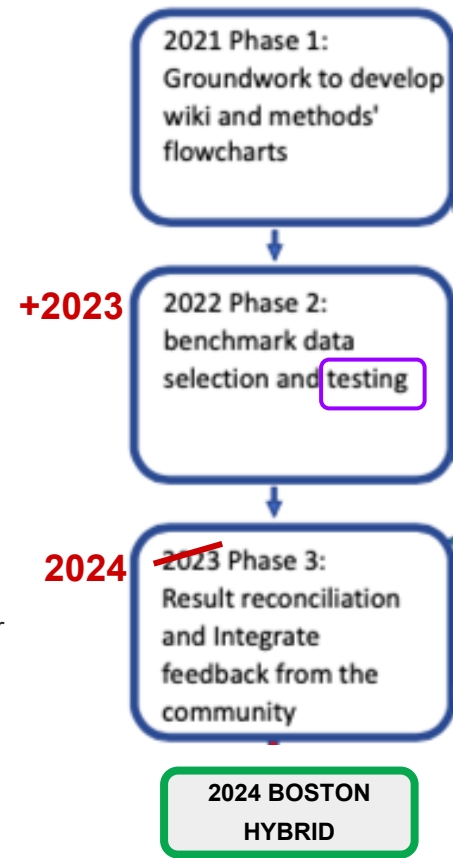 2021 Phase 1:
Groundwork to develop
wiki and methods'
flowcharts
+2023
2022 Phase 2:
benchmark data
selection and testing
2024
2023 Phase 3:
Result reconciliation
and Integrate
feedback from the
community
r
2024 BOSTON
HYBRID